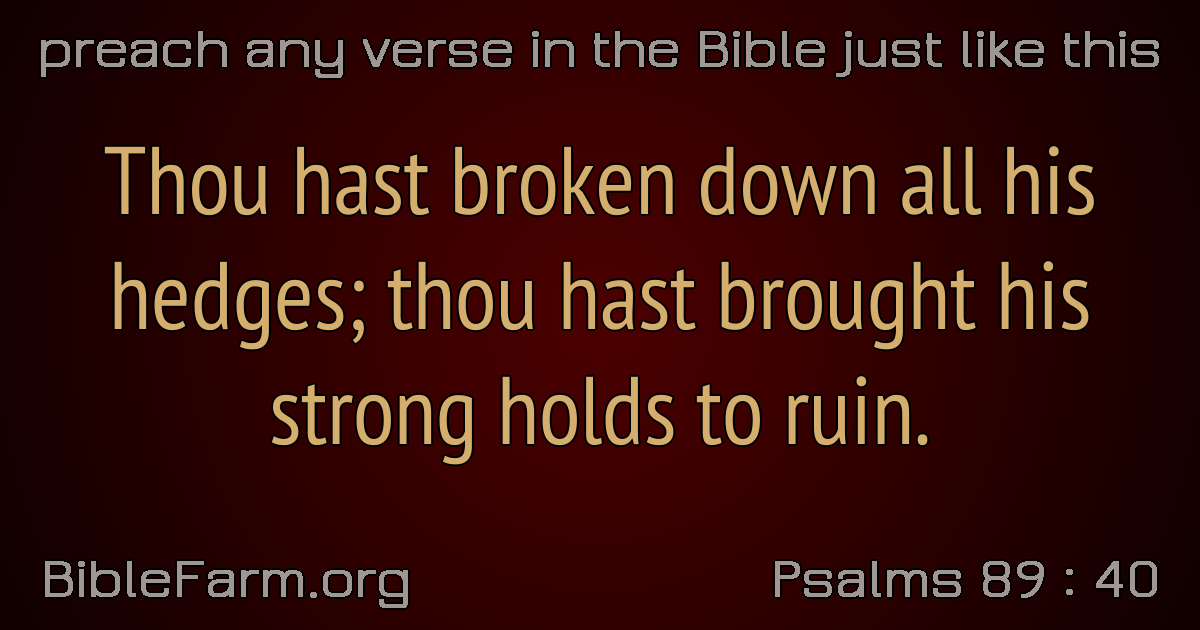 preach any verse in the Bible just like this
Thou hast broken down all his
hedges; thou hast brought his
strong holds to ruin.
BibleFarm.org
Psalms 89 : 40